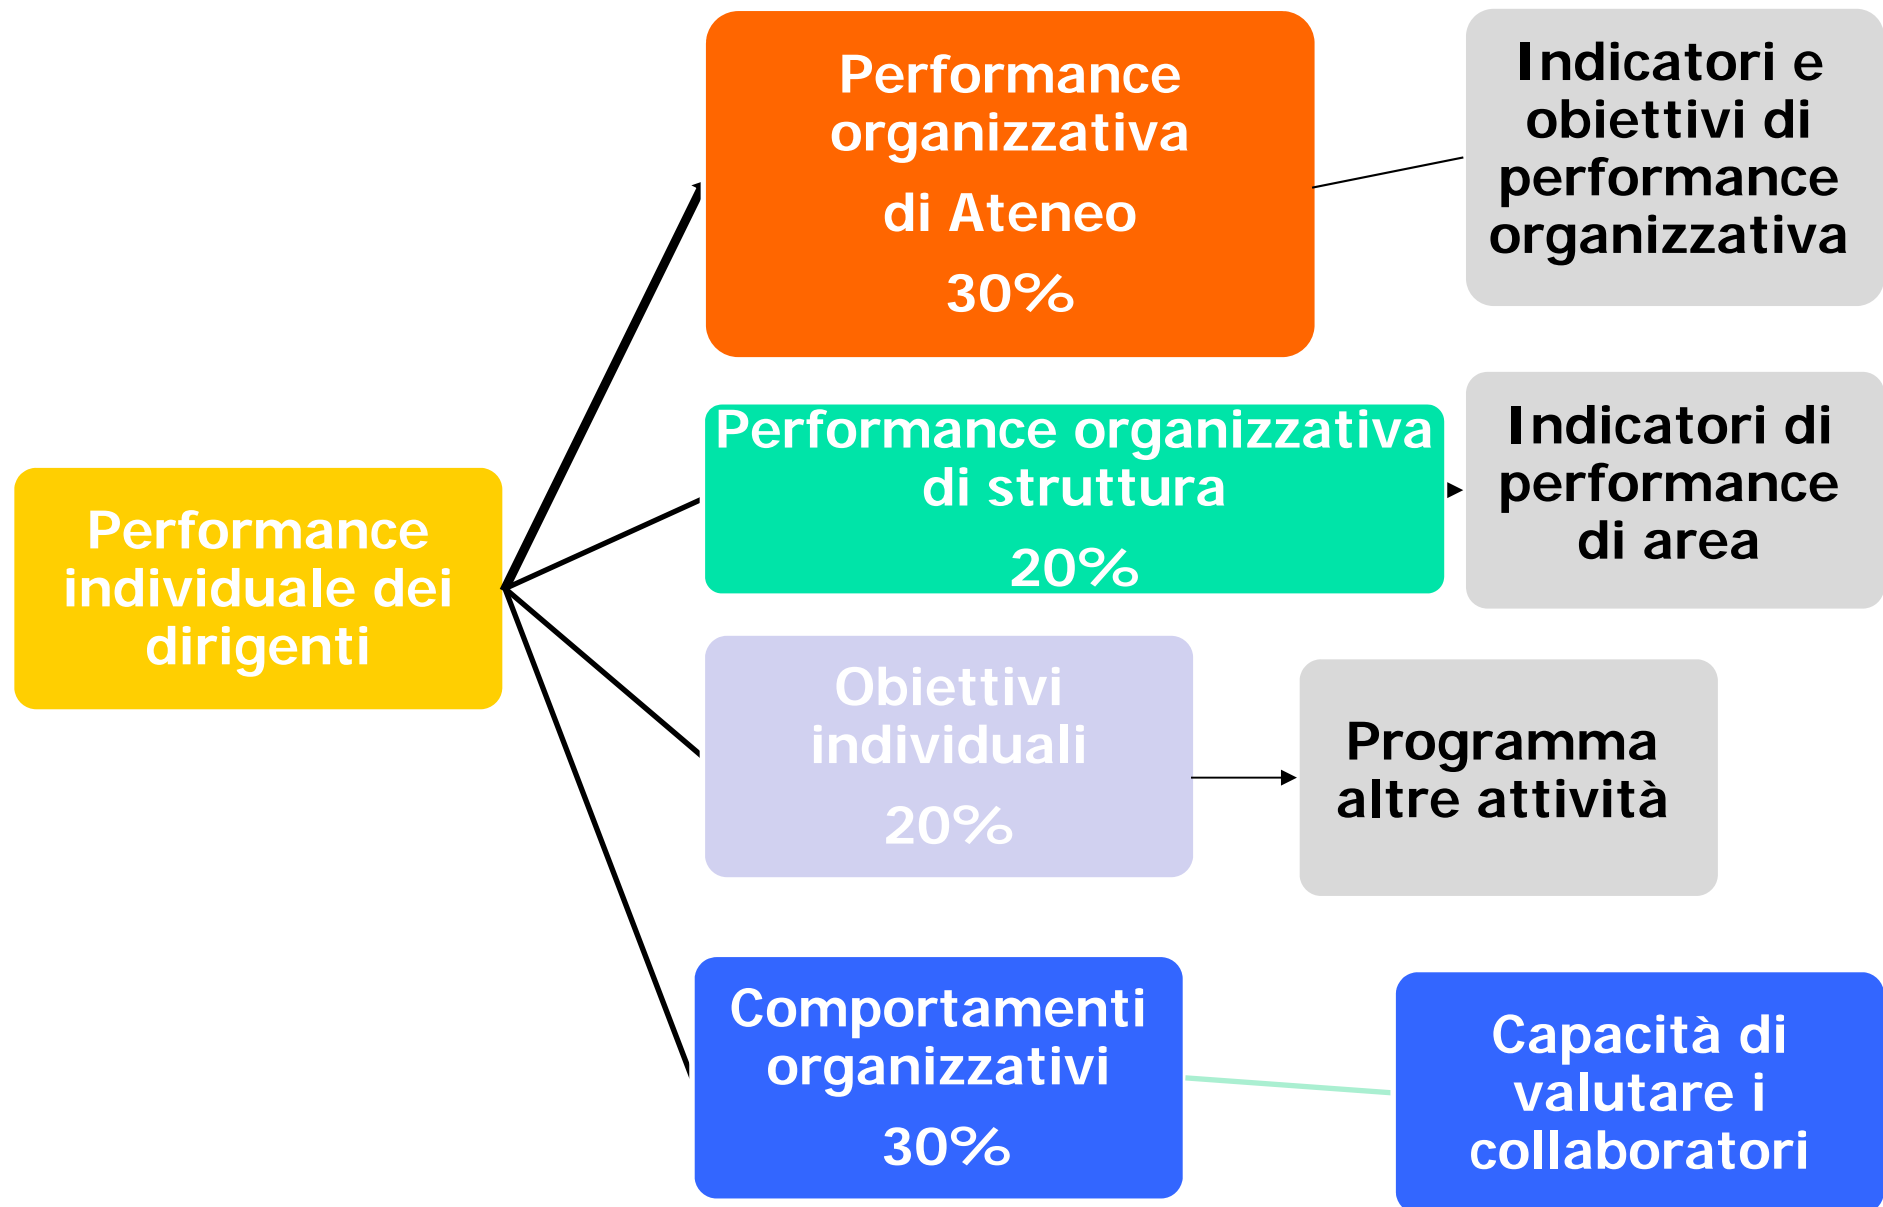 Performance
individuale dei
dirigenti
Performance
organizzativa
di Ateneo
30%
Indicatori e
obiettivi di
performance
organizzativa
Performance organizzativa
di struttura
20%
Indicatori di
performance
di area
Obiettivi
individuali
20%
Programma
altre attività
Comportamenti
organizzativi
30%
Capacità di
valutare i
collaboratori